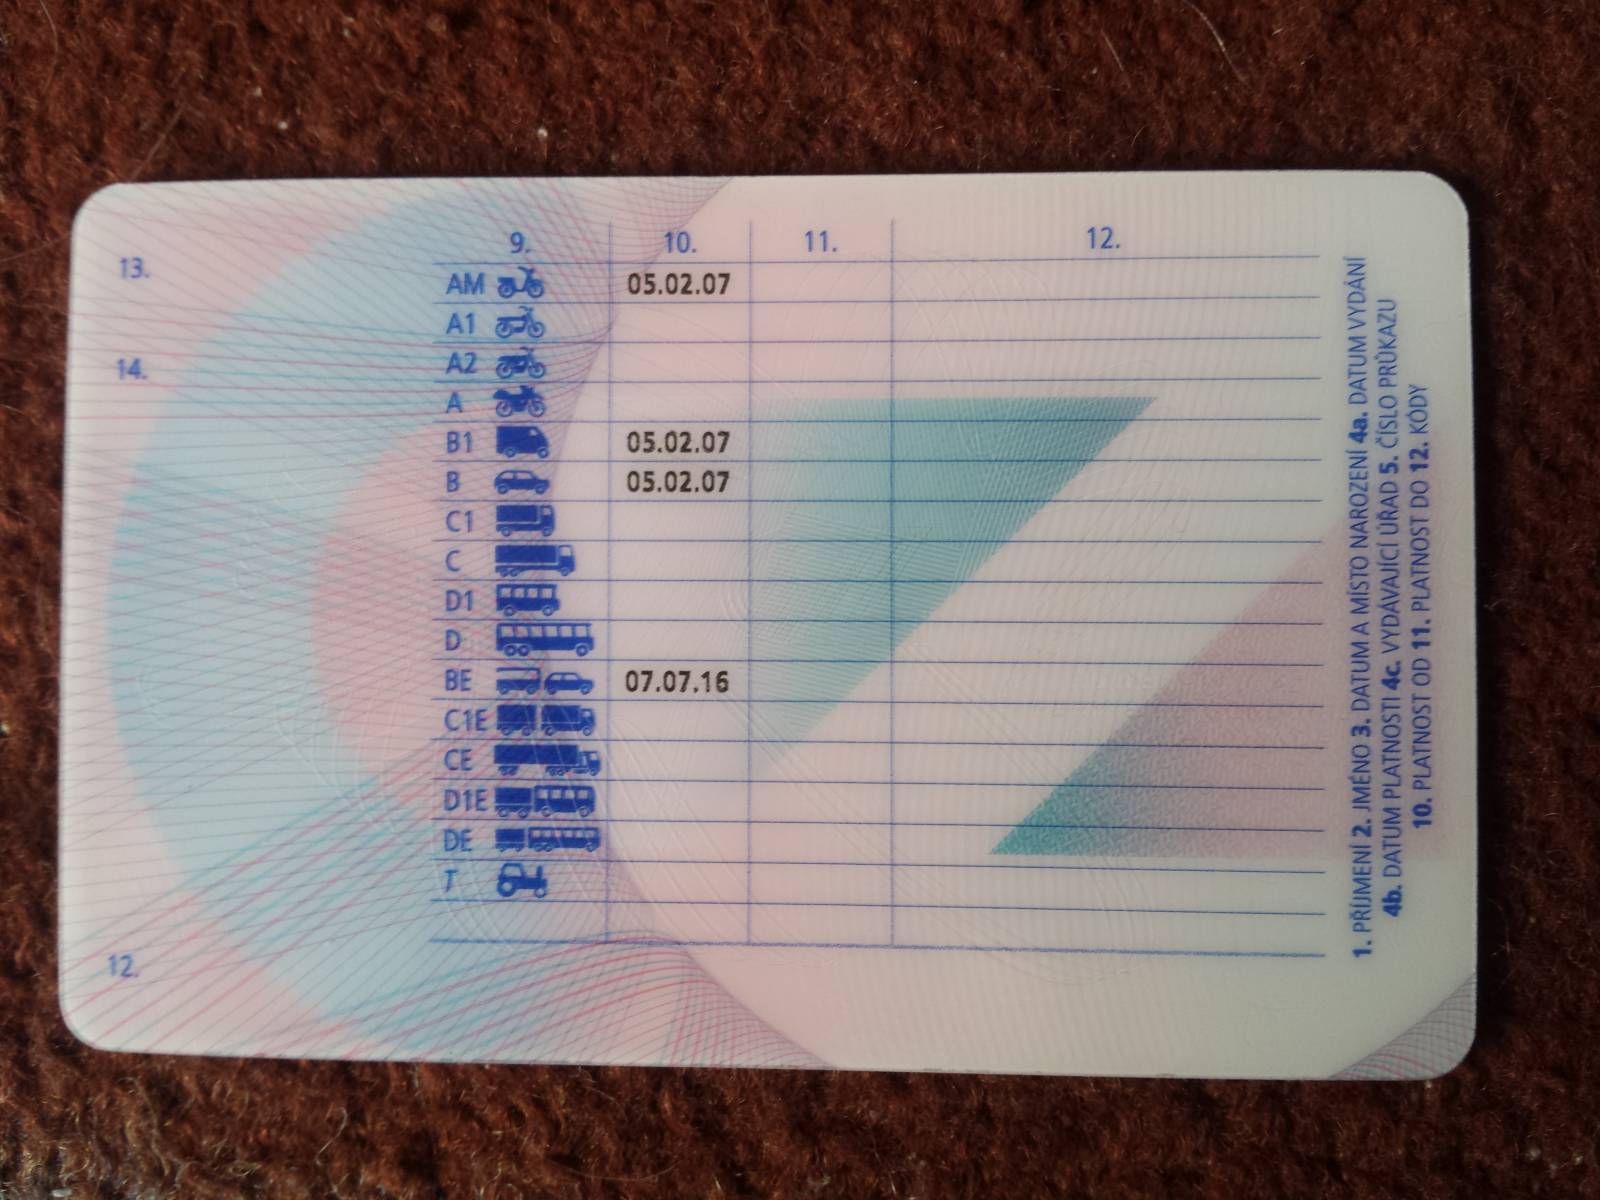 13.
14.
12.
9. 10. 11. 12.
AM 05.02.07
A1
A2
A
B1 05.02.07
B 05.02.07
C1
C
D1
D
BE 07.07.16
C1E
CE
D1E
DE
T
1. PŘÍJMENÍ 2. JMÉNO 3. DATUM A MÍSTO NAROZENÍ 4a. DATUM VYDÁNÍ
4b. DATUM PLATNOSTI 4c. VYDÁVAJÍCÍ ÚŘAD 5. ČÍSLO PRŮKAZU
10. PLATNOST OD 11. PLATNOST DO 12. KÓDY